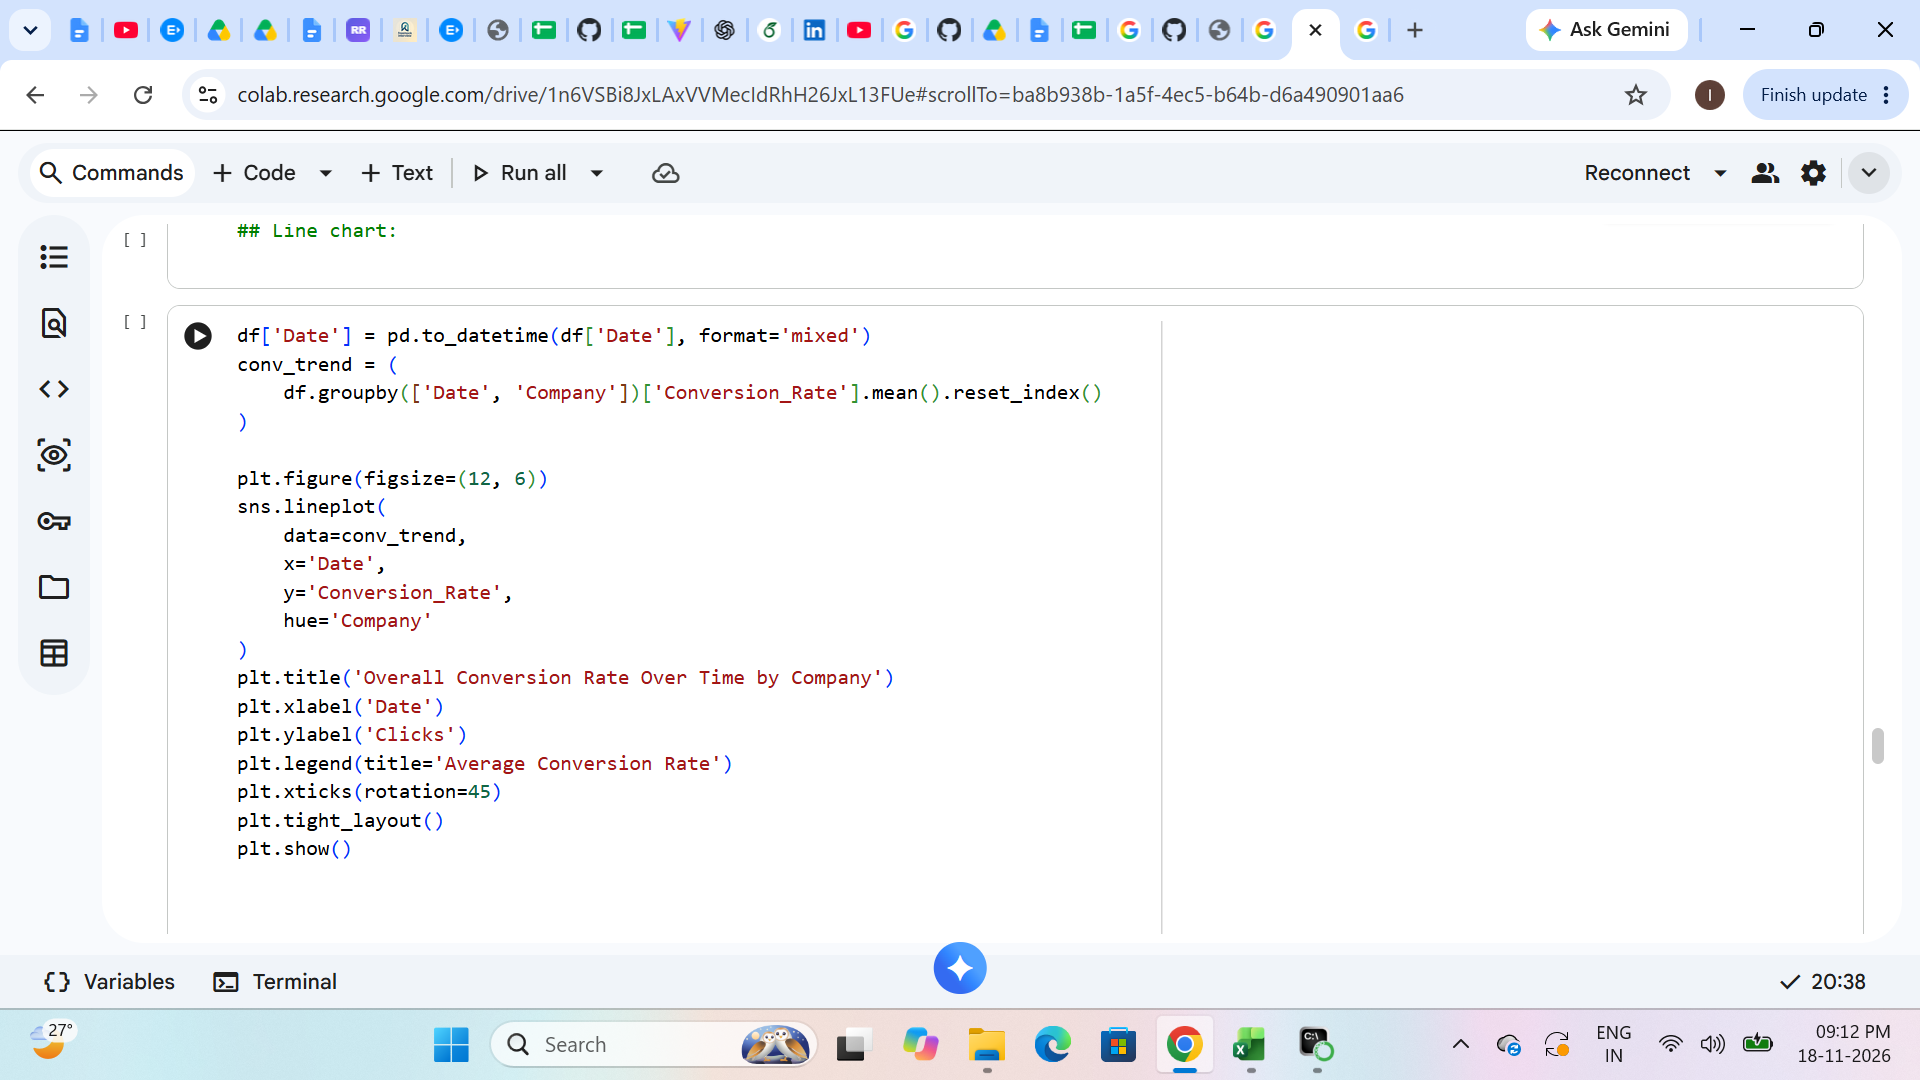 RR
in
Ask Gemini
colab.research.google.com/drive/1n6VSBi8JxLAxVVMecIdRhH26JxL13FUe#scrollTo=ba8b938b-1a5f-4ec5-b64b-d6a490901aa6
I
Finish update
Commands
+ Code
+ Text
Run all
Reconnect
[ ]
## Line chart:
[ ]
df['Date'] = pd.to_datetime(df['Date'], format='mixed')
conv_trend = (
    df.groupby(['Date', 'Company'])['Conversion_Rate'].mean().reset_index()
)
plt.figure(figsize=(12, 6))
sns.lineplot(
    data=conv_trend,
    x='Date',
    y='Conversion_Rate',
    hue='Company'
)
plt.title('Overall Conversion Rate Over Time by Company')
plt.xlabel('Date')
plt.ylabel('Clicks')
plt.legend(title='Average Conversion Rate')
plt.xticks(rotation=45)
plt.tight_layout()
plt.show()
{} Variables
Terminal
20:38
27°
Search
ENG
IN
09:12 PM
18-11-2026